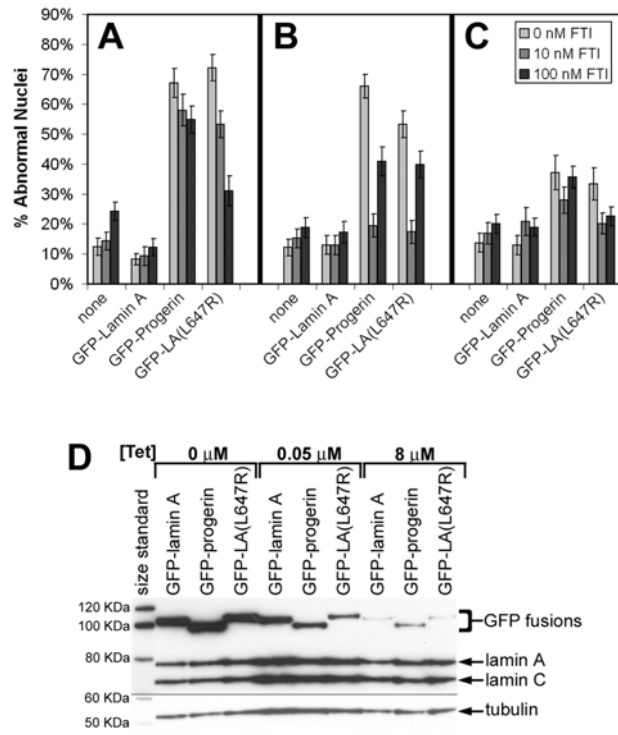 A B C
0 nM FTI
10 nM FTI
100 nM FTI
% Abnormal Nuclei
90%
80%
70%
60%
50%
40%
30%
20%
10%
0%
none GFP-Lamin A GFP-Progerin GFP-LA(L647R)
none GFP-Lamin A GFP-Progerin GFP-LA(L647R)
none GFP-Lamin A GFP-Progerin GFP-LA(L647R)
D [Tet] 0 μM 0.05 μM 8 μM
size standard GFP-lamin A GFP-progerin GFP-LA(L647R) GFP-lamin A GFP-progerin GFP-LA(L647R) GFP-lamin A GFP-progerin GFP-LA(L647R)
120 KDa
100 KDa GFP fusions
80 KDa lamin A
lamin C
60 KDa
50 KDa tubulin